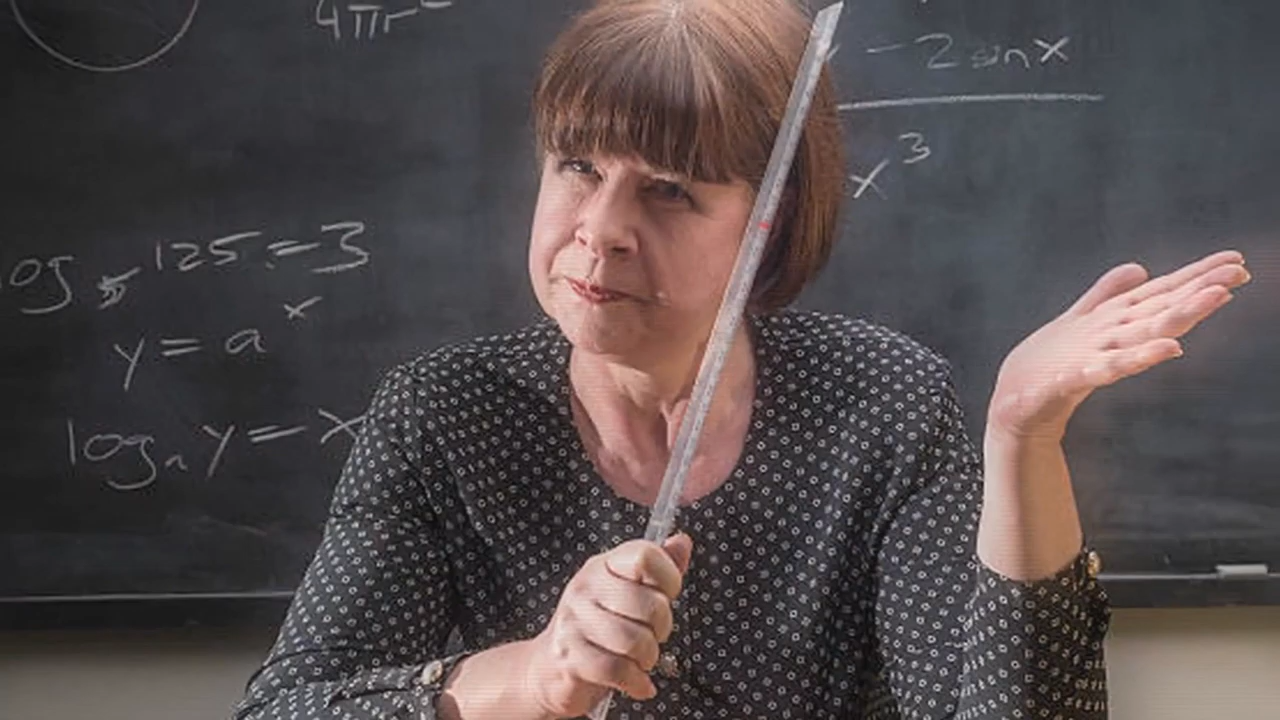 4πr²
- 2 sin x
x³
log₅ 125 = 3
y = aˣ
logₐ y = x